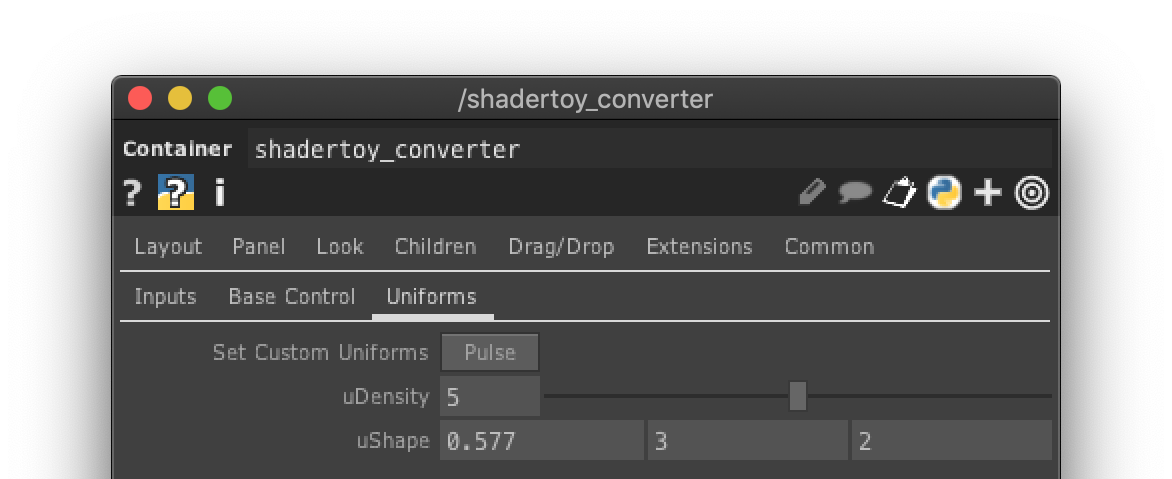 /shadertoy_converter
Container shadertoy_converter
? ? i
Layout Panel Look Children Drag/Drop Extensions Common
Inputs Base Control Uniforms
Set Custom Uniforms Pulse
uDensity 5
uShape 0.577 3 2